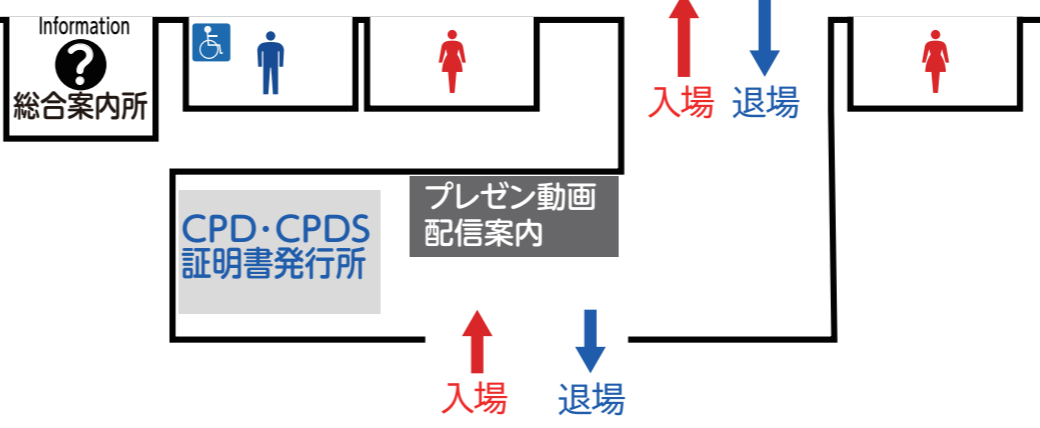 Information
?
総合案内所
入場
退場
CPD・CPDS
証明書発行所
プレゼン動画
配信案内
入場
退場